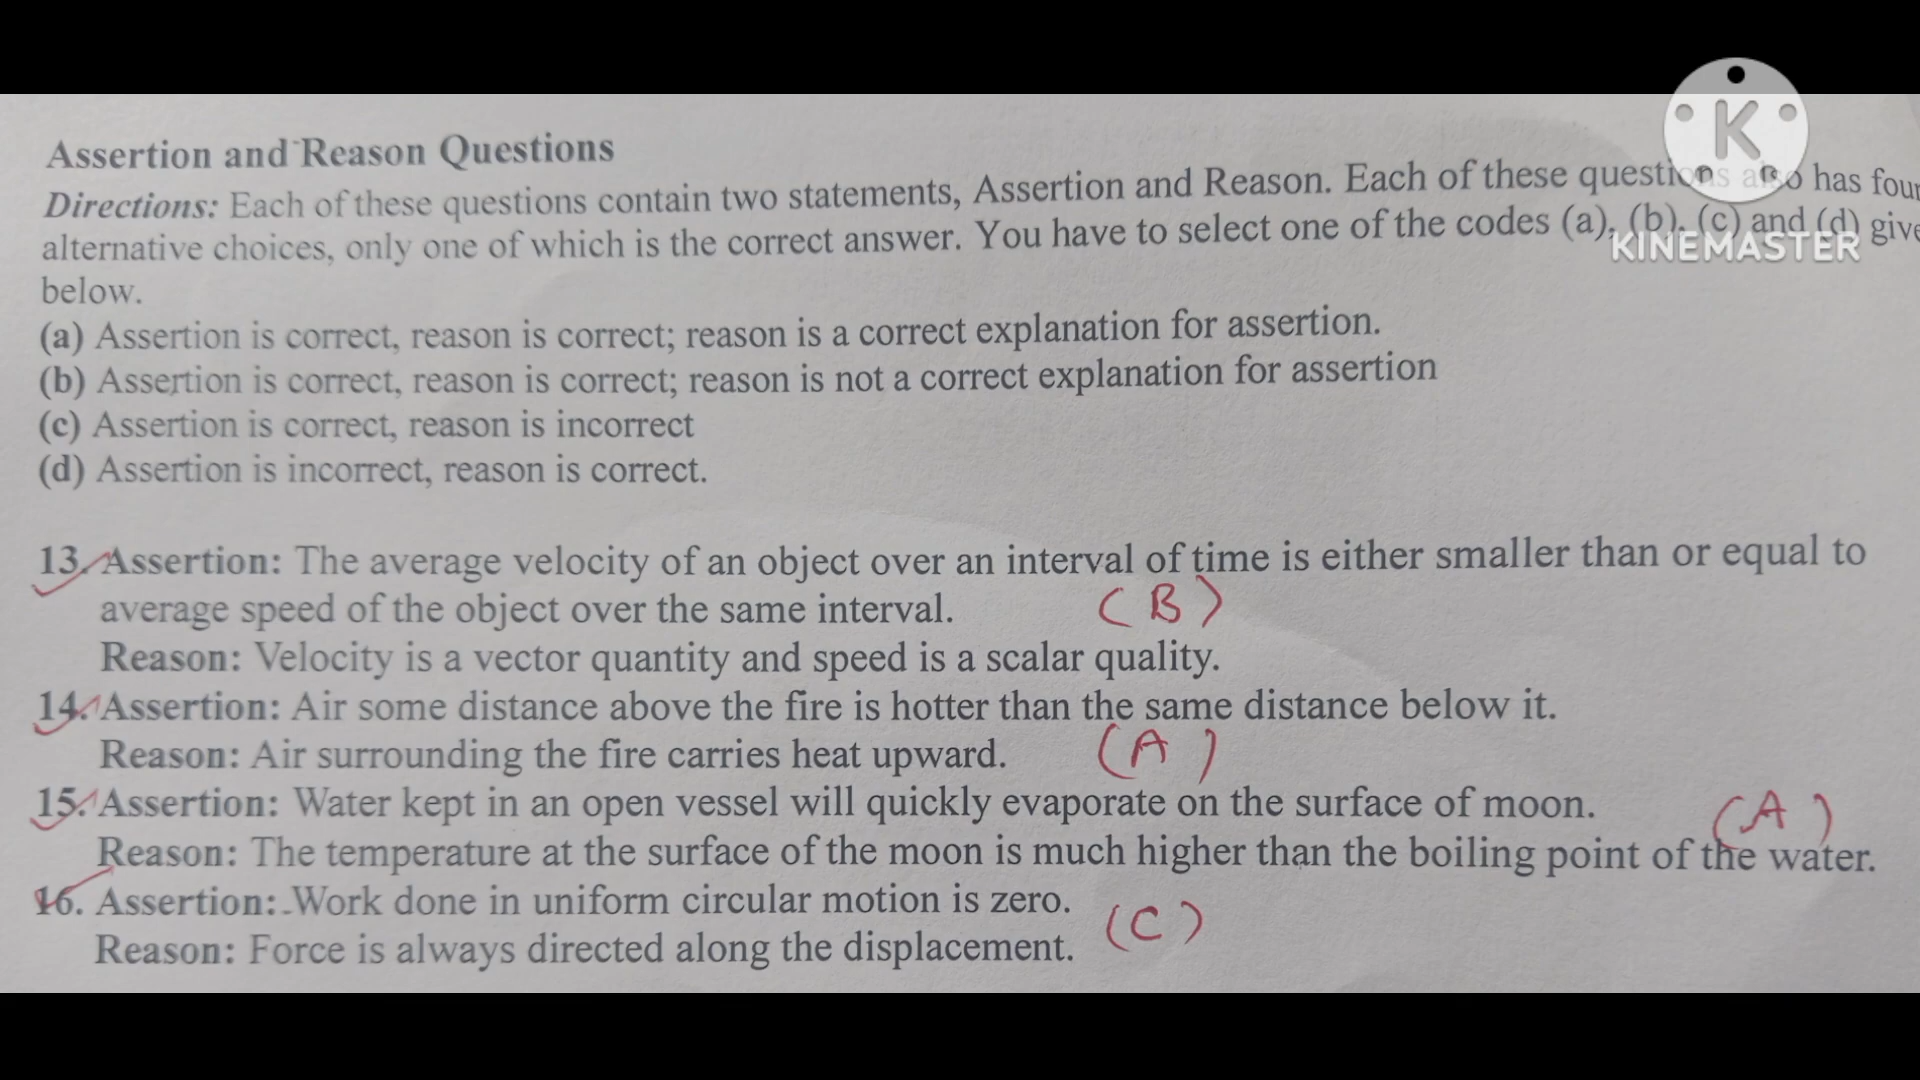 Assertion and Reason Questions
Directions: Each of these questions contain two statements, Assertion and Reason. Each of these questions also has four
alternative choices, only one of which is the correct answer. You have to select one of the codes (a), (b), (c) and (d) give
below.
(a) Assertion is correct, reason is correct; reason is a correct explanation for assertion.
(b) Assertion is correct, reason is correct; reason is not a correct explanation for assertion
(c) Assertion is correct, reason is incorrect
(d) Assertion is incorrect, reason is correct.
13. Assertion: The average velocity of an object over an interval of time is either smaller than or equal to
average speed of the object over the same interval. (B)
Reason: Velocity is a vector quantity and speed is a scalar quality.
14. Assertion: Air some distance above the fire is hotter than the same distance below it.
Reason: Air surrounding the fire carries heat upward. (A)
15. Assertion: Water kept in an open vessel will quickly evaporate on the surface of moon. (A)
Reason: The temperature at the surface of the moon is much higher than the boiling point of the water.
16. Assertion: Work done in uniform circular motion is zero. (C)
Reason: Force is always directed along the displacement.
K
KINEMASTER